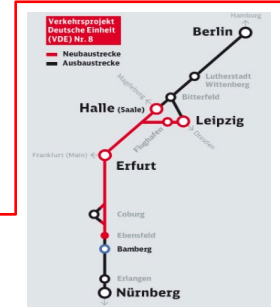 Hamburg
Verkehrsprojekt
Deutsche Einheit
(VDE) Nr. 8
Berlin
Neubaustrecke
Ausbaustrecke
Magdeburg
Lutherstadt
Wittenberg
Bitterfeld
Halle (Saale)
Leipzig
Flughafen
Dresden
Frankfurt (Main)
Erfurt
Coburg
Ebensfeld
Bamberg
Erlangen
Nürnberg